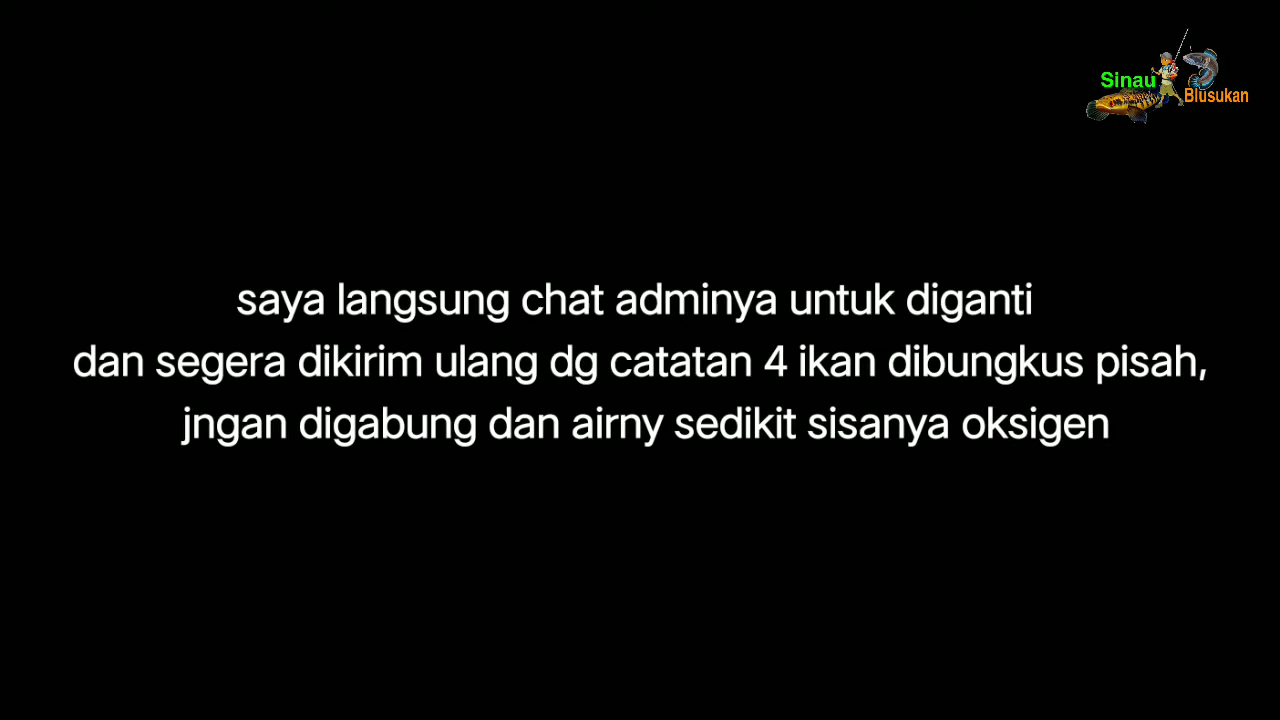 Sinau
Blusukan
saya langsung chat adminya untuk diganti
dan segera dikirim ulang dg catatan 4 ikan dibungkus pisah,
jngan digabung dan airny sedikit sisanya oksigen